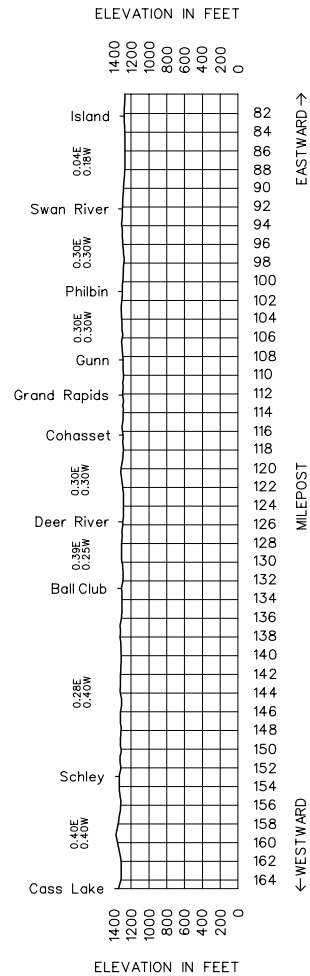 ELEVATION IN FEET
1400 1200 1000 800 600 400 200 0
Island
82
84
0.04E
0.18W
86
88
90
EASTWARD →
Swan River
92
94
0.30E
0.30W
96
98
100
Philbin
102
104
0.30E
0.30W
106
Gunn
108
110
Grand Rapids
112
114
Cohasset
116
118
120
0.30E
0.30W
122
124
MILEPOST
Deer River
126
128
0.39E
0.25W
130
132
Ball Club
134
136
138
140
142
0.28E
0.40W
144
146
148
150
152
Schley
154
156
158
0.40E
0.40W
160
162
164
← WESTWARD
Cass Lake
1400 1200 1000 800 600 400 200 0
ELEVATION IN FEET